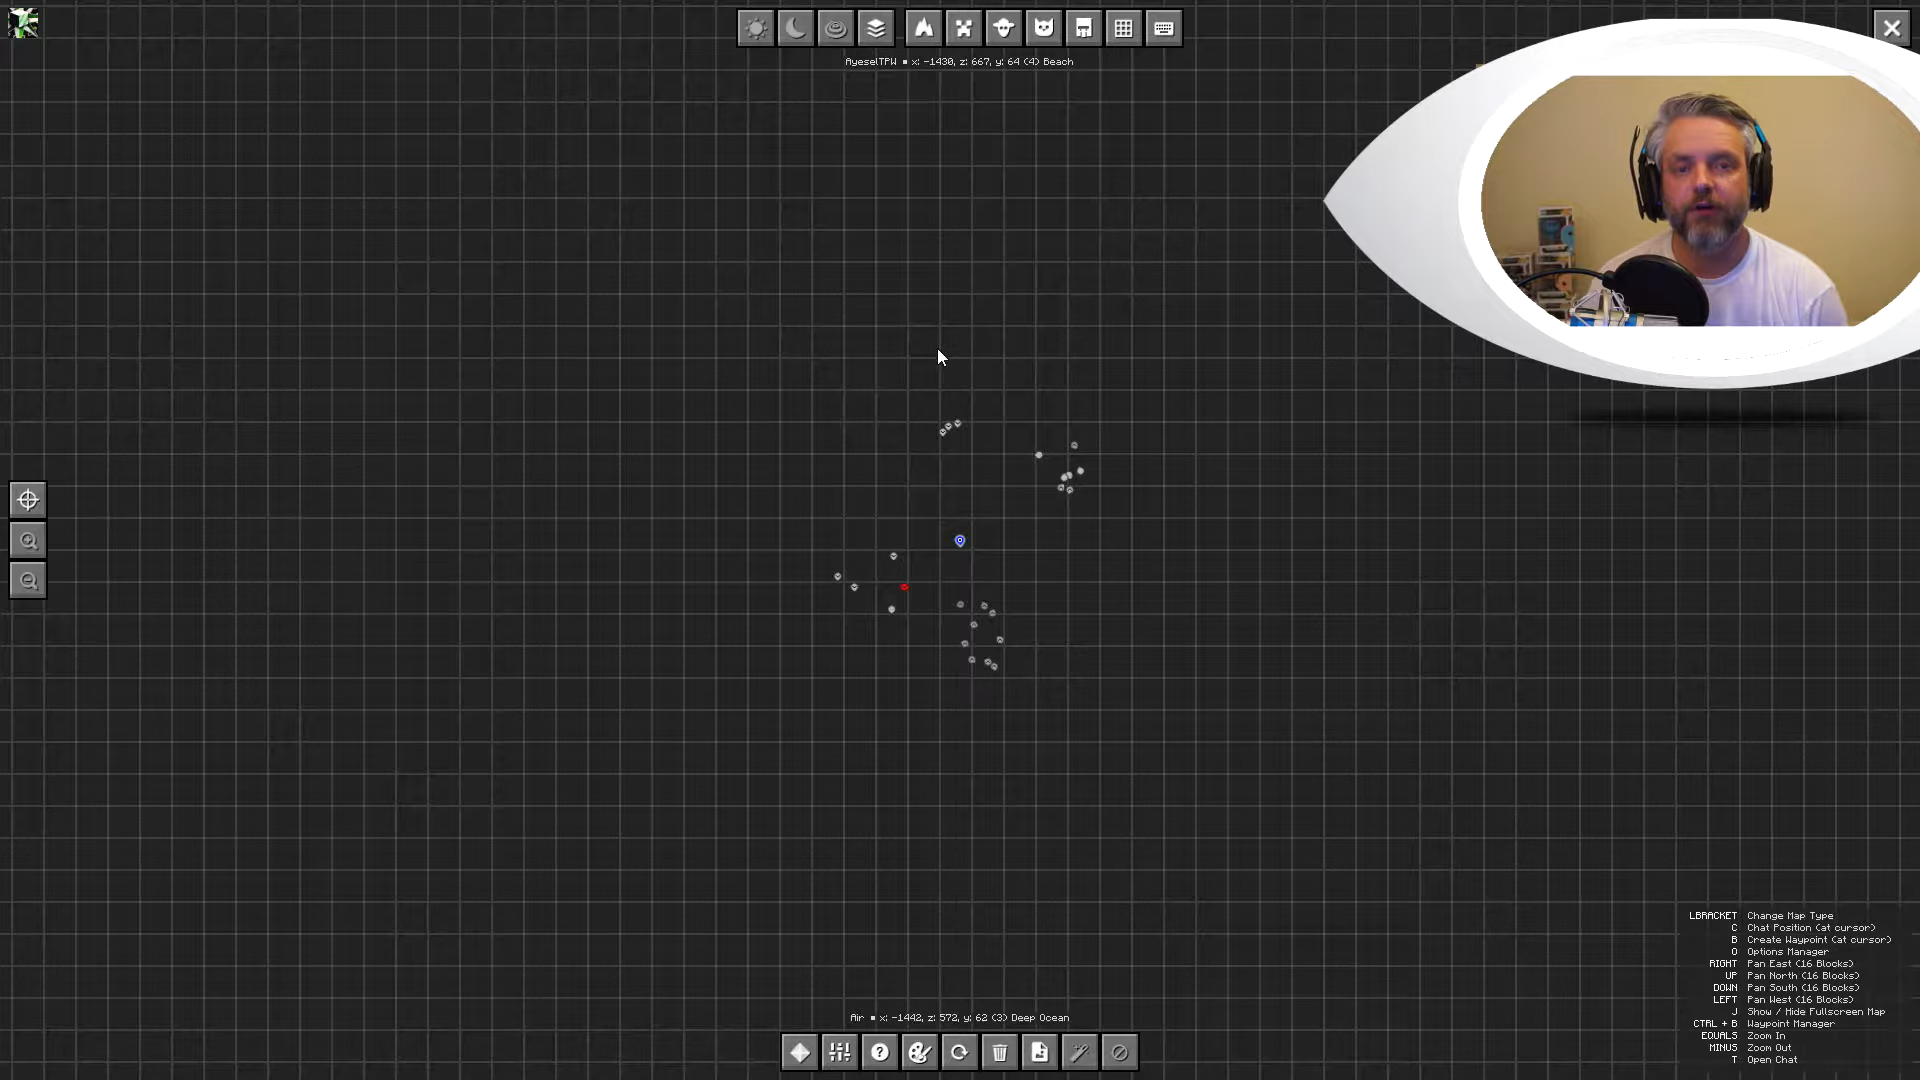 AyeselTPW ■ x: -1430, z: 667, y: 64 (4) Beach
Air ■ x: -1442, z: 572, y: 62 (3) Deep Ocean
LBRACKET Change Map Type
C Chat Position (at cursor)
B Create Waypoint (at cursor)
O Options Manager
RIGHT Pan East (16 Blocks)
UP Pan North (16 Blocks)
DOWN Pan South (16 Blocks)
LEFT Pan West (16 Blocks)
J Show / Hide Fullscreen Map
CTRL + B Waypoint Manager
EQUALS Zoom In
MINUS Zoom Out
T Open Chat